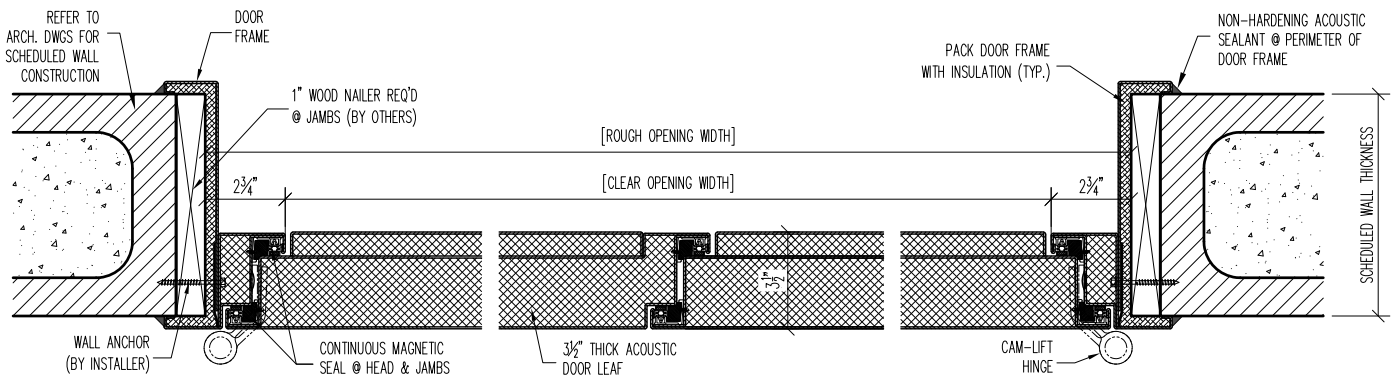 REFER TO
ARCH. DWGS FOR
SCHEDULED WALL
CONSTRUCTION
DOOR
FRAME
1" WOOD NAILER REQ'D
@ JAMBS (BY OTHERS)
PACK DOOR FRAME
WITH INSULATION (TYP.)
NON-HARDENING ACOUSTIC
SEALANT @ PERIMETER OF
DOOR FRAME
[ROUGH OPENING WIDTH]
2¾"
[CLEAR OPENING WIDTH]
2¾"
SCHEDULED WALL THICKNESS
3½"
WALL ANCHOR
(BY INSTALLER)
CONTINUOUS MAGNETIC
SEAL @ HEAD & JAMBS
3½" THICK ACOUSTIC
DOOR LEAF
CAM-LIFT
HINGE